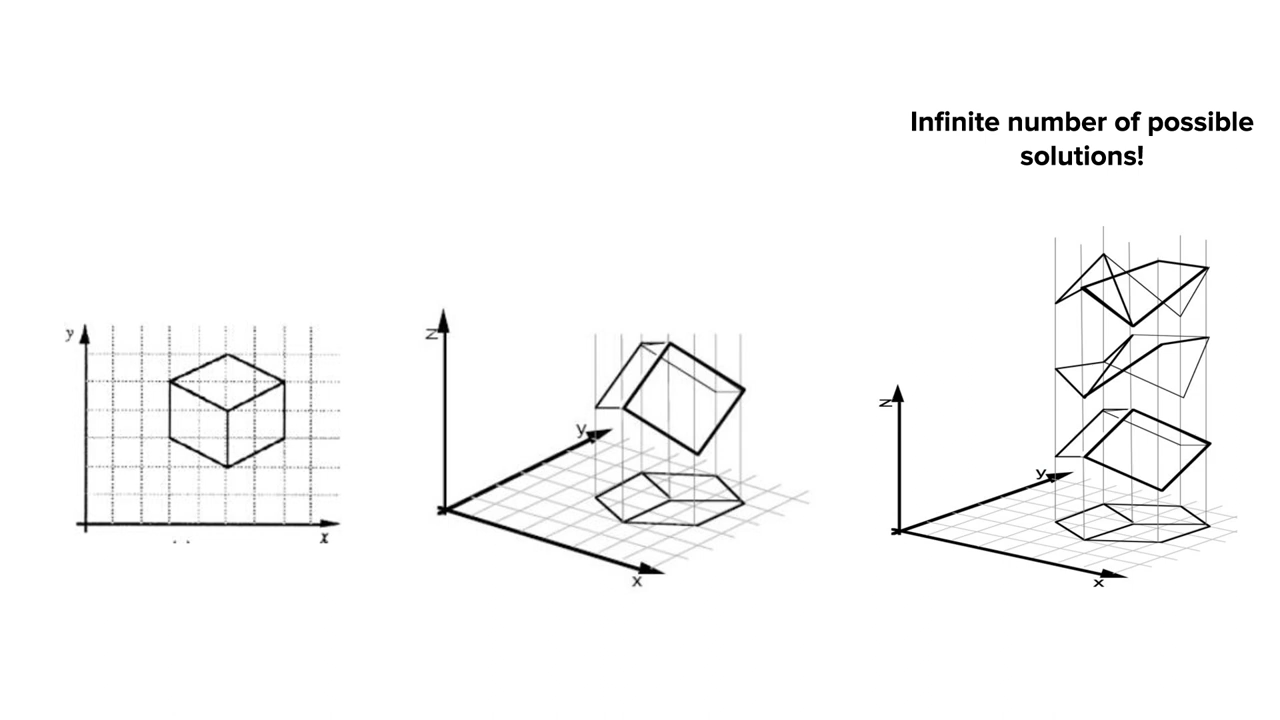 Infinite number of possible
solutions!
y
x
z
y
x
z
y
x